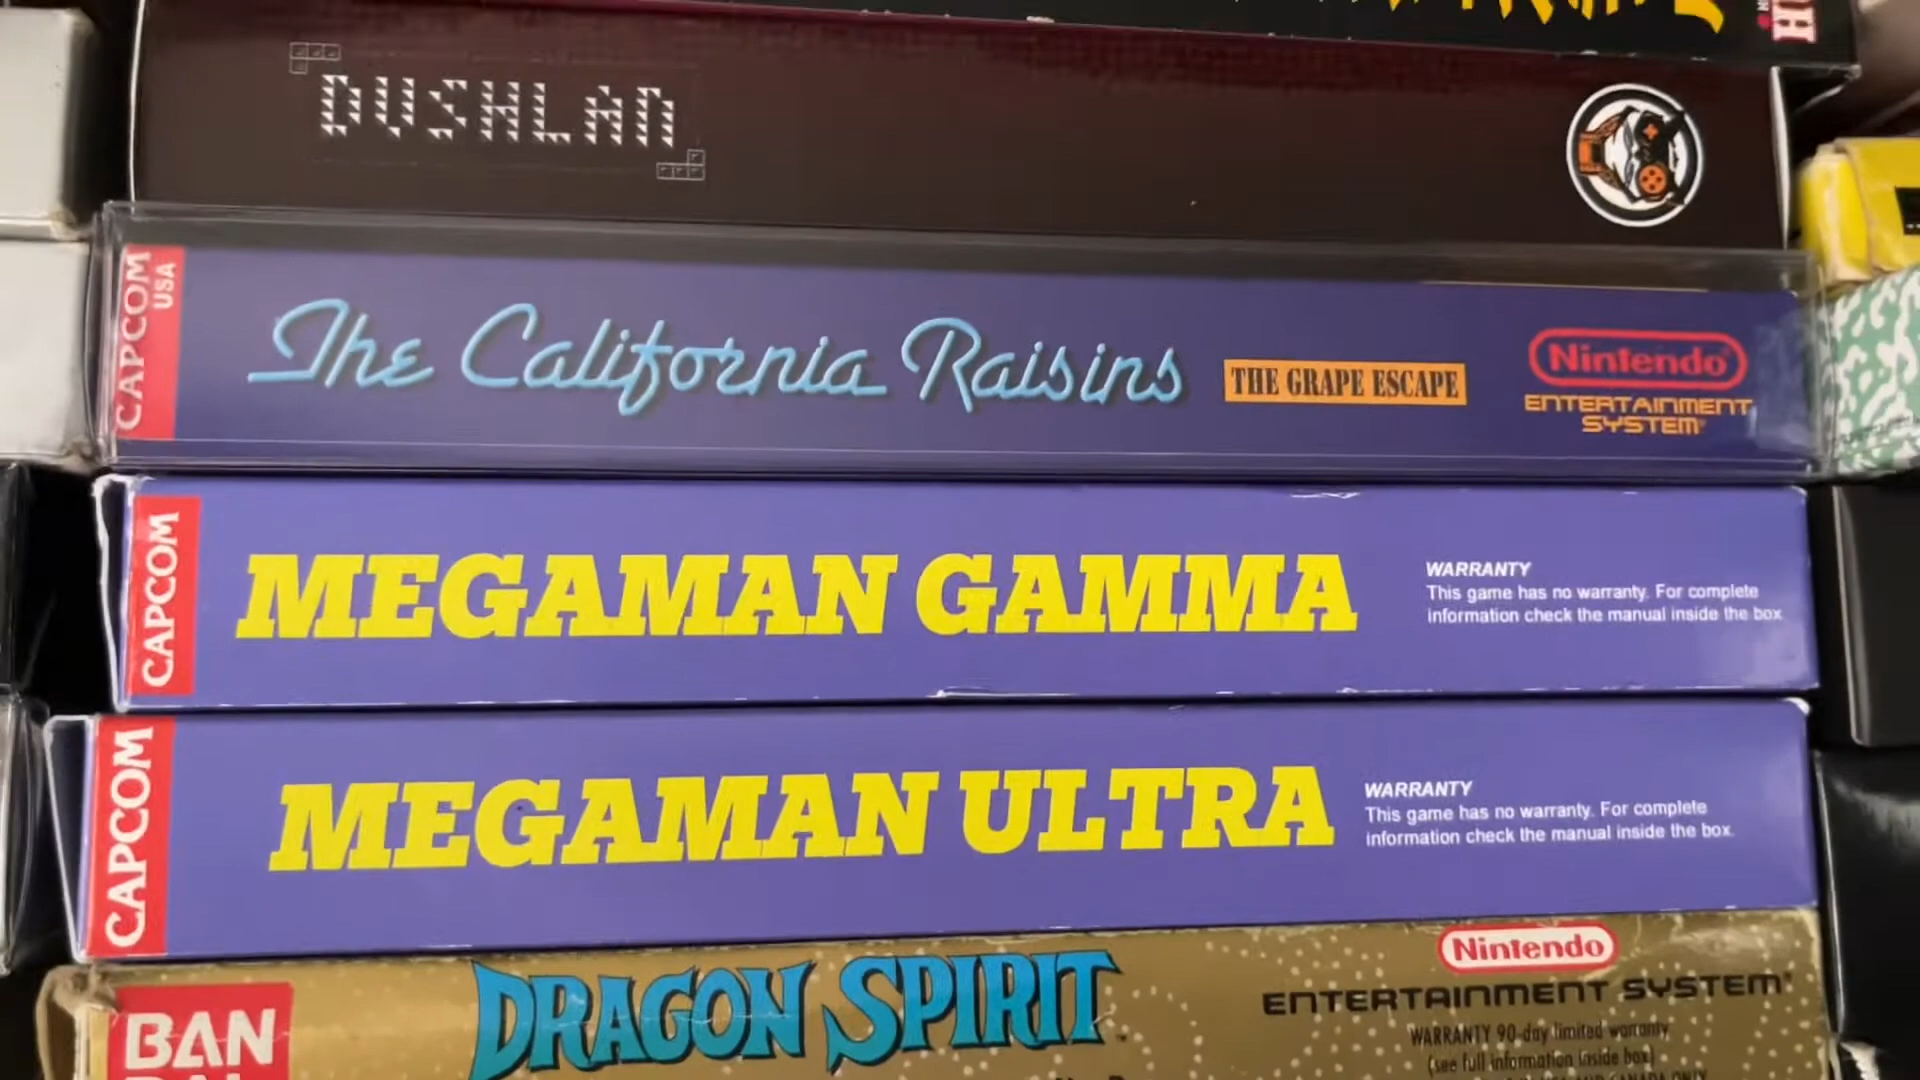 DUSHLAN
CAPCOM
USA
The California Raisins
THE GRAPE ESCAPE
Nintendo®
ENTERTAINMENT
SYSTEM®
CAPCOM
MEGAMAN GAMMA
WARRANTY
This game has no warranty. For complete
information check the manual inside the box
CAPCOM
MEGAMAN ULTRA
WARRANTY
This game has no warranty. For complete
information check the manual inside the box.
BAN
DRAGON SPIRIT
Nintendo
ENTERTAINMENT SYSTEM®
WARRANTY 90-day limited warranty
(see full information inside box)